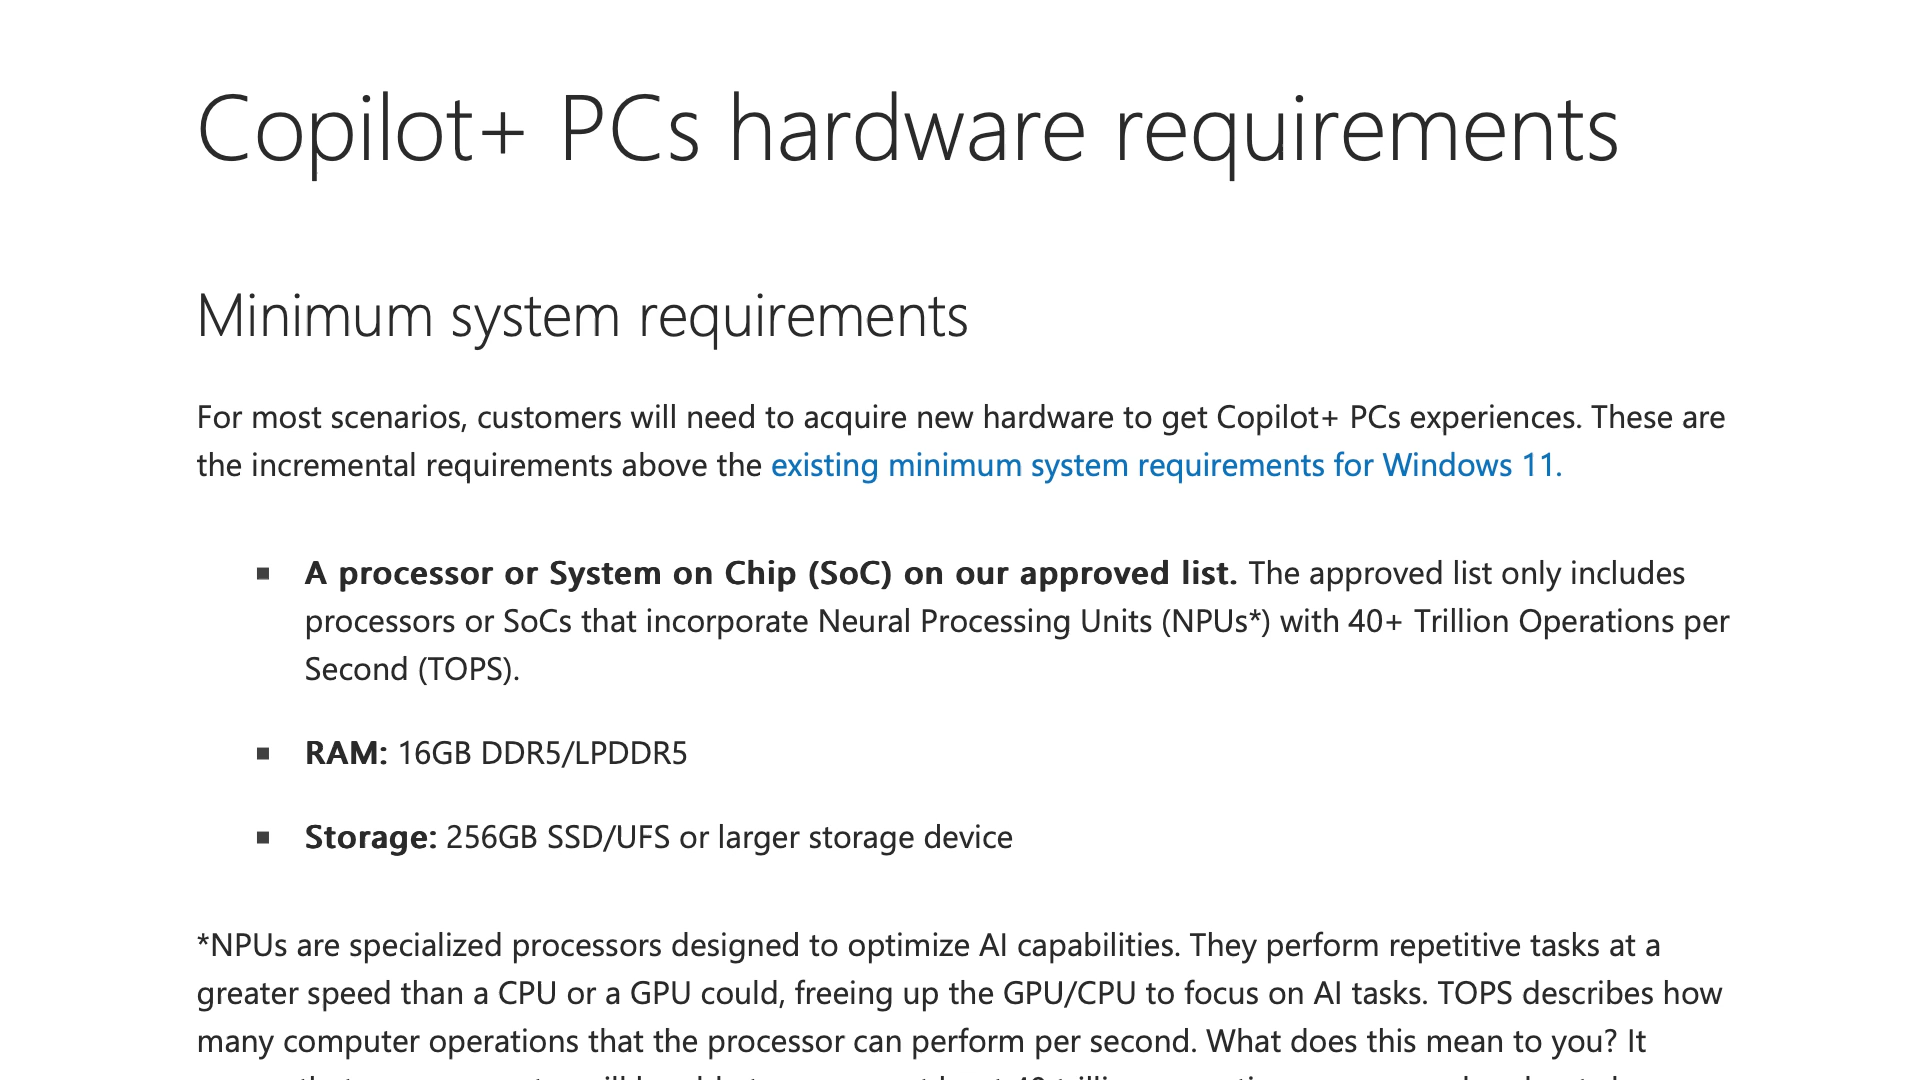 Copilot+ PCs hardware requirements
Minimum system requirements
For most scenarios, customers will need to acquire new hardware to get Copilot+ PCs experiences. These are
the incremental requirements above the existing minimum system requirements for Windows 11.
▪ A processor or System on Chip (SoC) on our approved list. The approved list only includes
processors or SoCs that incorporate Neural Processing Units (NPUs*) with 40+ Trillion Operations per
Second (TOPS).
▪ RAM: 16GB DDR5/LPDDR5
▪ Storage: 256GB SSD/UFS or larger storage device
*NPUs are specialized processors designed to optimize AI capabilities. They perform repetitive tasks at a
greater speed than a CPU or a GPU could, freeing up the GPU/CPU to focus on AI tasks. TOPS describes how
many computer operations that the processor can perform per second. What does this mean to you? It